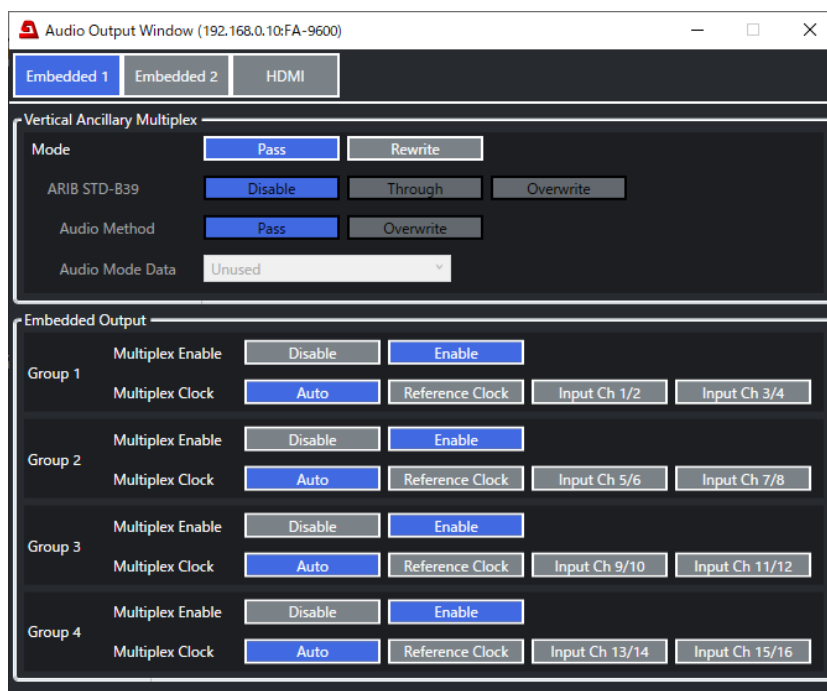 Audio Output Window (192.168.0.10:FA-9600)
Embedded 1 Embedded 2 HDMI
Vertical Ancillary Multiplex
Mode Pass Rewrite
ARIB STD-B39 Disable Through Overwrite
Audio Method Pass Overwrite
Audio Mode Data Unused
Embedded Output
Group 1
Multiplex Enable Disable Enable
Multiplex Clock Auto Reference Clock Input Ch 1/2 Input Ch 3/4
Group 2
Multiplex Enable Disable Enable
Multiplex Clock Auto Reference Clock Input Ch 5/6 Input Ch 7/8
Group 3
Multiplex Enable Disable Enable
Multiplex Clock Auto Reference Clock Input Ch 9/10 Input Ch 11/12
Group 4
Multiplex Enable Disable Enable
Multiplex Clock Auto Reference Clock Input Ch 13/14 Input Ch 15/16